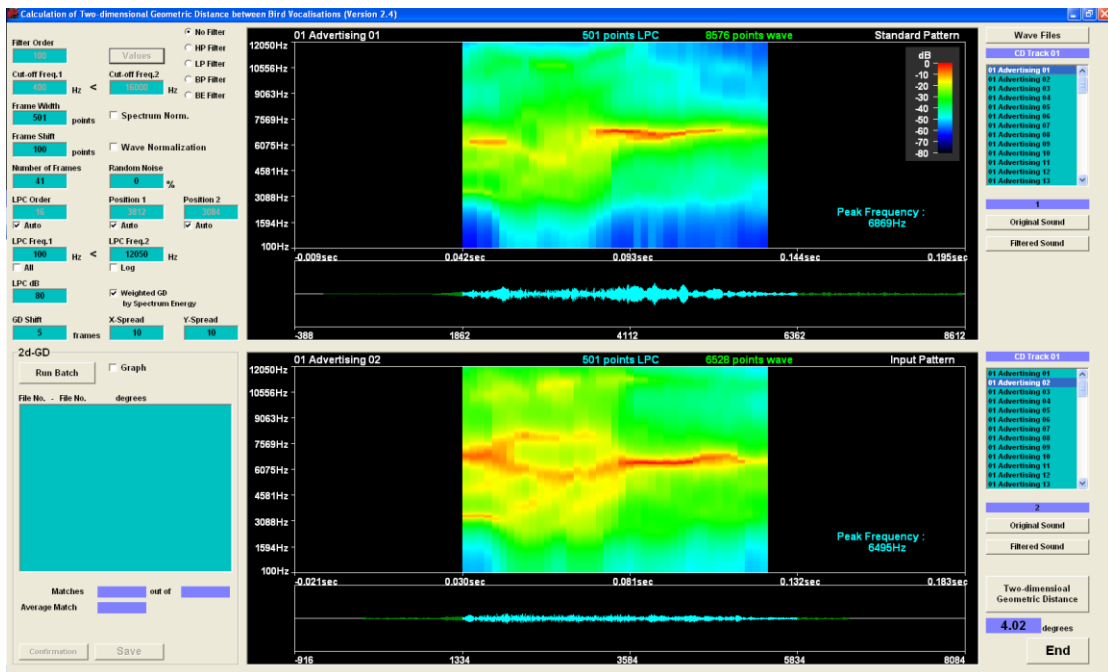 Calculation of Two-dimensional Geometric Distance between Bird Vocalisations (Version 2.4)
Filter Order
100
Values
No Filter
HP Filter
LP Filter
BP Filter
BE Filter
Cut-off Freq.1
Cut-off Freq.2
400
Hz
<
16000
Hz
Frame Width
501
points
Spectrum Norm.
Frame Shift
100
points
Wave Normalization
Number of Frames
Random Noise
41
0
%
LPC Order
Position 1
Position 2
16
3812
3084
Auto
Auto
Auto
LPC Freq.1
LPC Freq.2
100
Hz
<
12050
Hz
All
Log
LPC dB
80
Weighted GD
by Spectrum Energy
GD Shift
X-Spread
Y-Spread
5
frames
10
10
2d-GD
Run Batch
Graph
File No. - File No. degrees
Matches
out of
Average Match
Confirmation
Save
01 Advertising 01
501 points LPC
8576 points wave
Standard Pattern
12050Hz
10556Hz
9063Hz
7569Hz
6075Hz
4581Hz
3088Hz
1594Hz
100Hz
dB
0
-10
-20
-30
-40
-50
-60
-70
-80
Peak Frequency :
6869Hz
-0.009sec
0.042sec
0.093sec
0.144sec
0.195sec
-388
1862
4112
6362
8612
01 Advertising 02
501 points LPC
6528 points wave
Input Pattern
12050Hz
10556Hz
9063Hz
7569Hz
6075Hz
4581Hz
3088Hz
1594Hz
100Hz
Peak Frequency :
6495Hz
-0.021sec
0.030sec
0.081sec
0.132sec
0.183sec
-916
1334
3584
5834
8084
Wave Files
CD Track 01
01 Advertising 01
01 Advertising 02
01 Advertising 03
01 Advertising 04
01 Advertising 05
01 Advertising 06
01 Advertising 07
01 Advertising 08
01 Advertising 09
01 Advertising 10
01 Advertising 11
01 Advertising 12
01 Advertising 13
1
Original Sound
Filtered Sound
CD Track 01
01 Advertising 01
01 Advertising 02
01 Advertising 03
01 Advertising 04
01 Advertising 05
01 Advertising 06
01 Advertising 07
01 Advertising 08
01 Advertising 09
01 Advertising 10
01 Advertising 11
01 Advertising 12
01 Advertising 13
2
Original Sound
Filtered Sound
Two-dimensioal
Geometric Distance
4.02
degrees
End